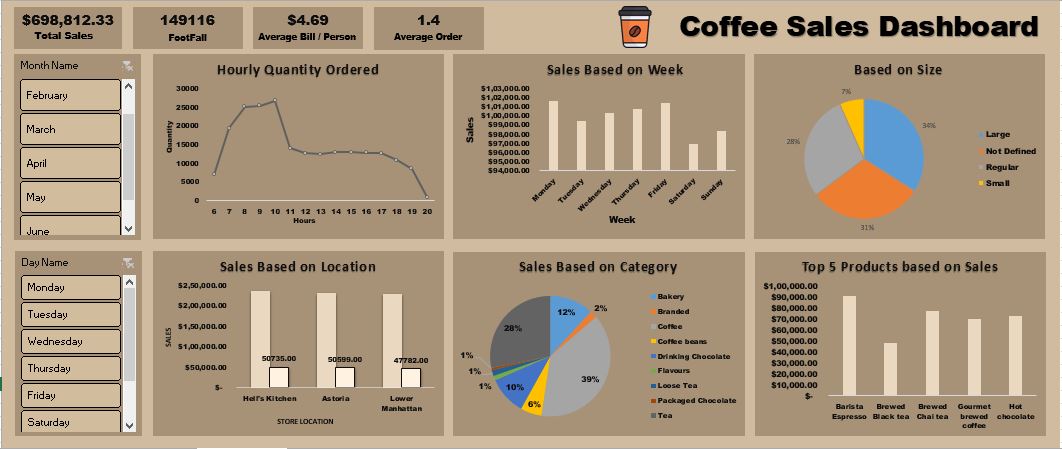 $698,812.33
Total Sales
149116
FootFall
$4.69
Average Bill / Person
1.4
Average Order
Coffee Sales Dashboard
Month Name
February
March
April
May
June
Hourly Quantity Ordered
30000
25000
20000
15000
10000
5000
0
Quantity
6 7 8 9 10 11 12 13 14 15 16 17 18 19 20
Hours
Sales Based on Week
$1,03,000.00
$1,02,000.00
$1,01,000.00
$1,00,000.00
$99,000.00
$98,000.00
$97,000.00
$96,000.00
$95,000.00
$94,000.00
Sales
Monday
Tuesday
Wednesday
Thursday
Friday
Saturday
Sunday
Week
Based on Size
7%
34%
28%
31%
Large
Not Defined
Regular
Small
Day Name
Monday
Tuesday
Wednesday
Thursday
Friday
Saturday
Sales Based on Location
$2,50,000.00
$2,00,000.00
$1,50,000.00
$1,00,000.00
$50,000.00
$-
SALES
50735.00
50599.00
47782.00
Hell's Kitchen
Astoria
Lower
Manhattan
STORE LOCATION
Sales Based on Category
12%
2%
28%
39%
1%
1%
1%
10%
6%
Bakery
Branded
Coffee
Coffee beans
Drinking Chocolate
Flavours
Loose Tea
Packaged Chocolate
Tea
Top 5 Products based on Sales
$1,00,000.00
$90,000.00
$80,000.00
$70,000.00
$60,000.00
$50,000.00
$40,000.00
$30,000.00
$20,000.00
$10,000.00
$-
Barista
Espresso
Brewed
Black tea
Brewed
Chai tea
Gourmet
brewed
coffee
Hot
chocolate